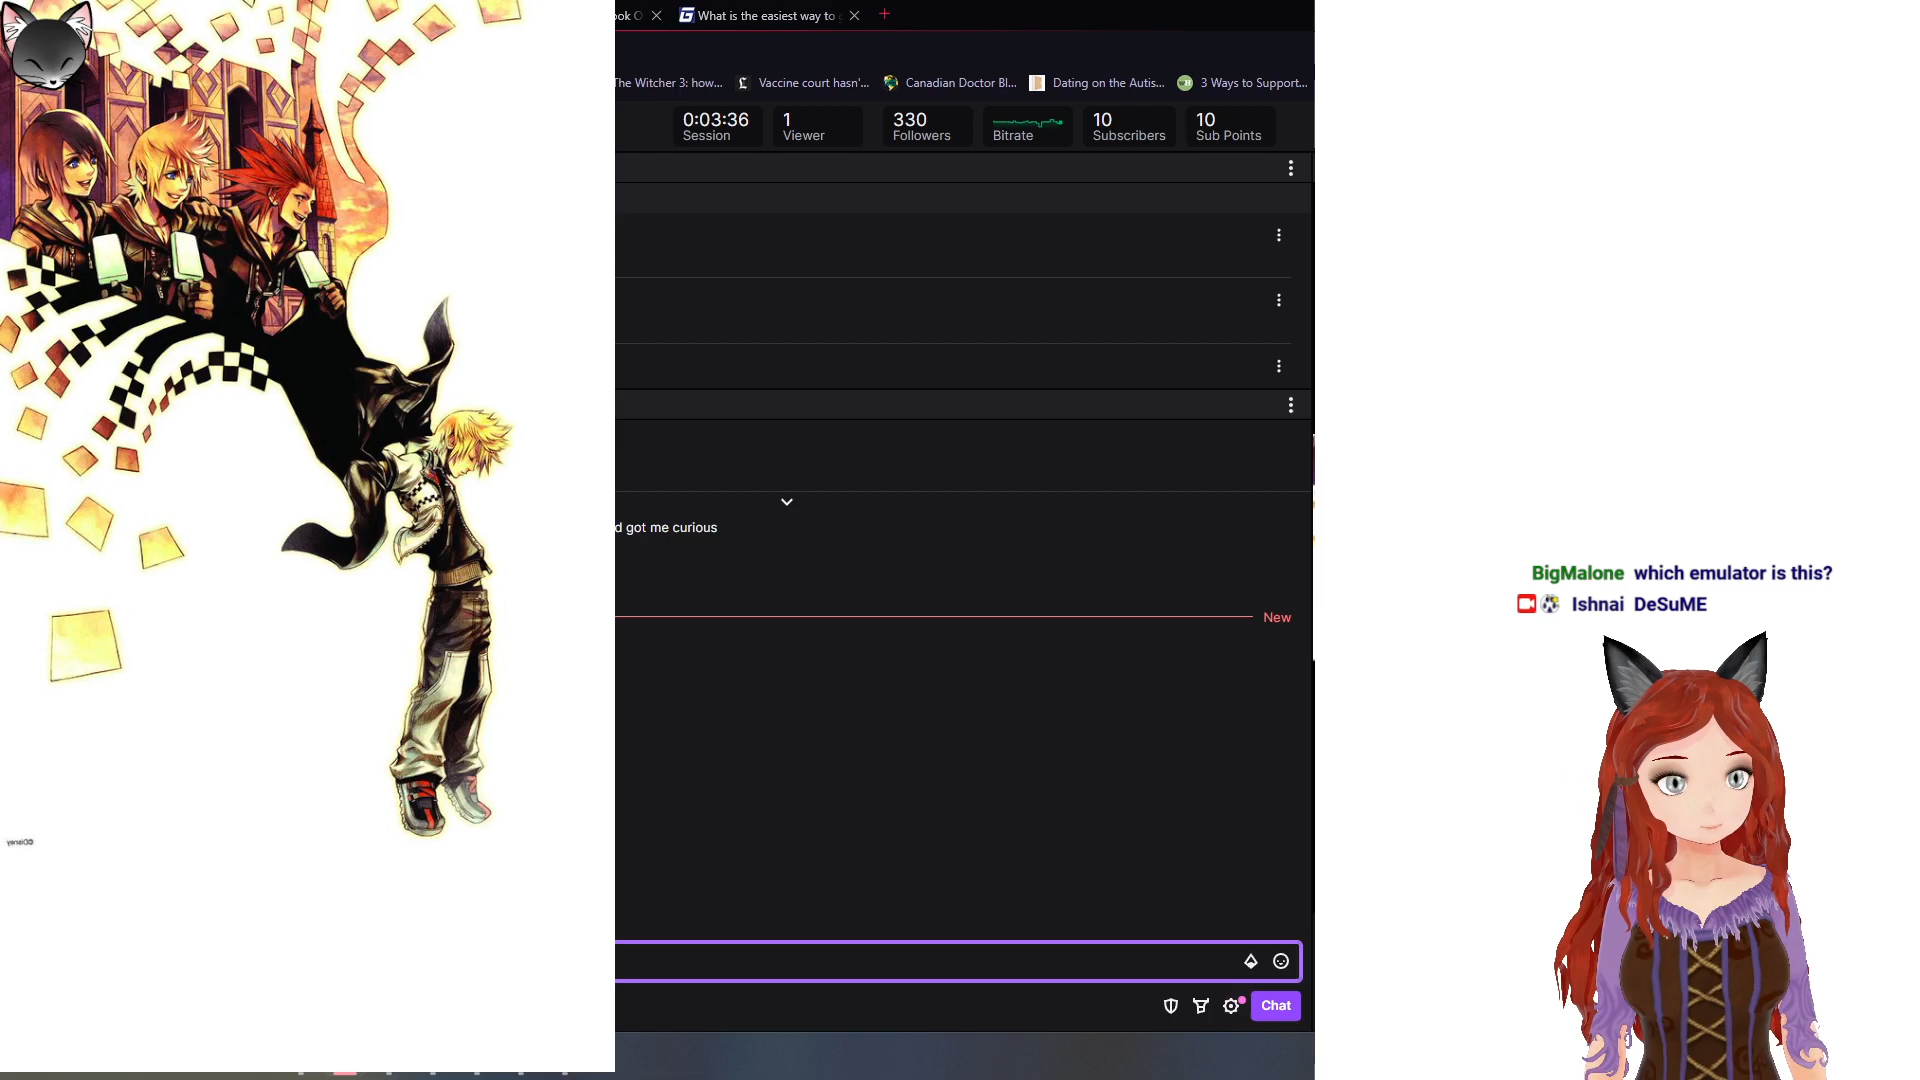 ook O
What is the easiest way to
The Witcher 3: how...
Vaccine court hasn'...
Canadian Doctor Bl...
Dating on the Autis...
3 Ways to Support...
0:03:36
Session
1
Viewer
330
Followers
Bitrate
10
Subscribers
10
Sub Points
d got me curious
New
BigMalone which emulator is this?
Ishnai DeSuME
©Disney
Chat